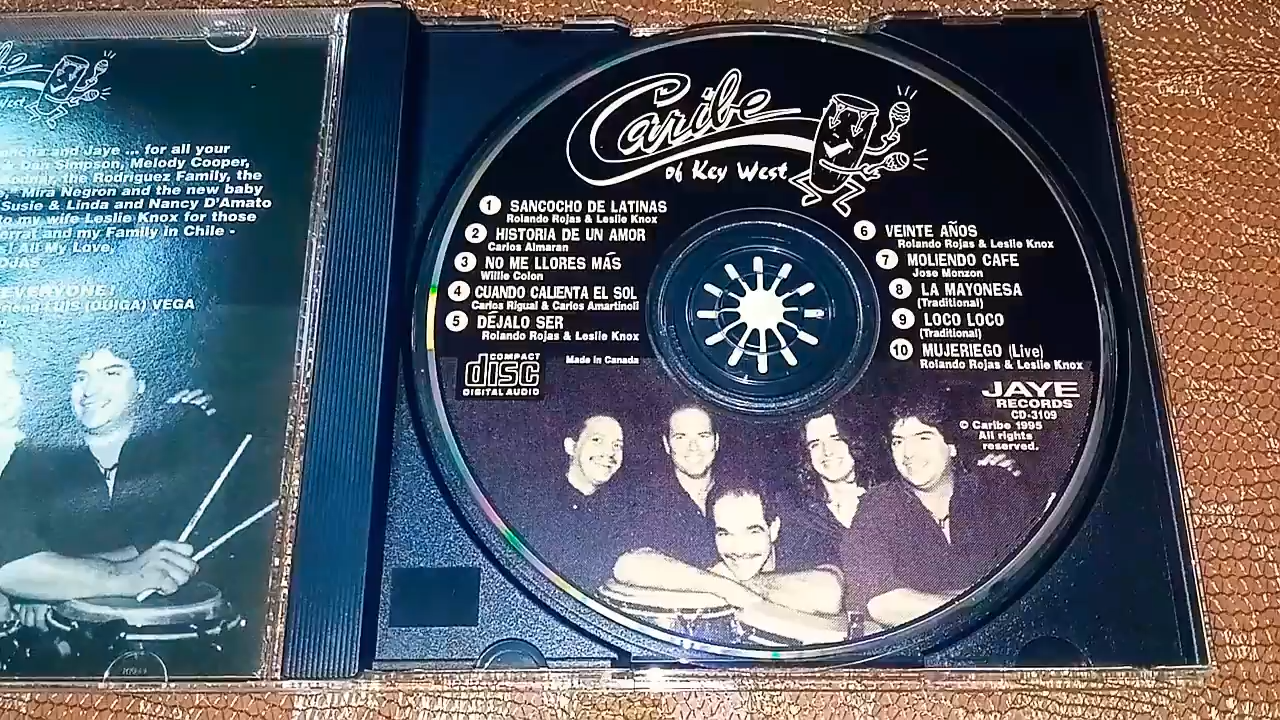 West
and Jaye ... for all your
Simpson, Melody Cooper,
the Rodriguez Family, the
Mira Negron and the new baby
Susie & Linda and Nancy D'Amato
to my wife Leslie Knox for those
and my Family in Chile -
All My Love,
EVERYONE!
LUIS (QUIGA) VEGA
Caribe
of Key West
1 SANCOCHO DE LATINAS
Rolando Rojas & Leslie Knox
2 HISTORIA DE UN AMOR
Carlos Almaran
3 NO ME LLORES MÁS
Willie Colon
4 CUANDO CALIENTA EL SOL
Carlos Rigual & Carlos Amartinoli
5 DÉJALO SER
Rolando Rojas & Leslie Knox
6 VEINTE AÑOS
Rolando Rojas & Leslie Knox
7 MOLIENDO CAFE
Jose Monzon
8 LA MAYONESA
(Traditional)
9 LOCO LOCO
(Traditional)
10 MUJERIEGO (Live)
Rolando Rojas & Leslie Knox
COMPACT
disc
DIGITAL AUDIO
Made in Canada
JAYE
RECORDS
CD-3109
© Caribe 1995
All rights
reserved.